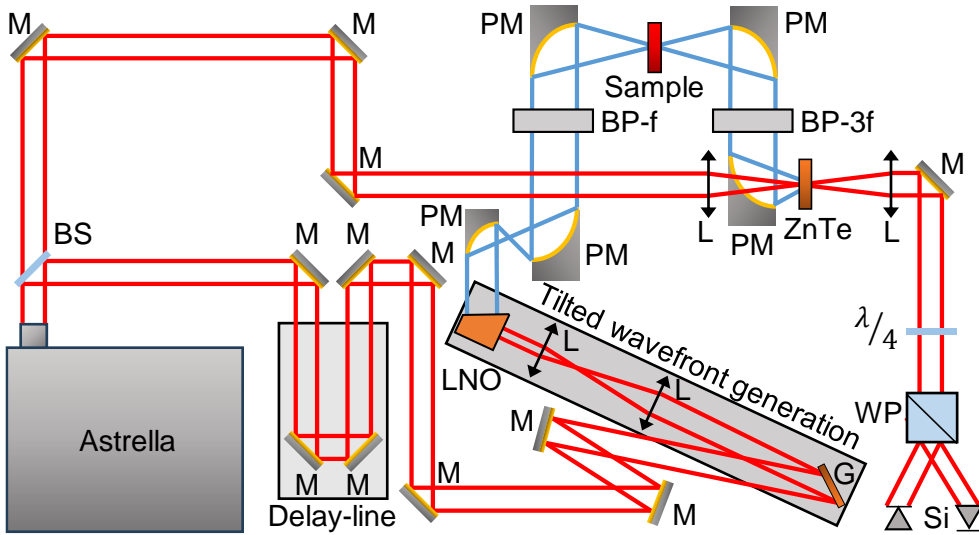 M
M
PM
PM
Sample
BP-f
BP-3f
M
M
L
PM
ZnTe
L
BS
M
M
M
PM
PM
Tilted wavefront generation
λ/4
LNO
L
L
WP
Astrella
M
G
M
M
Delay-line
M
M
Si